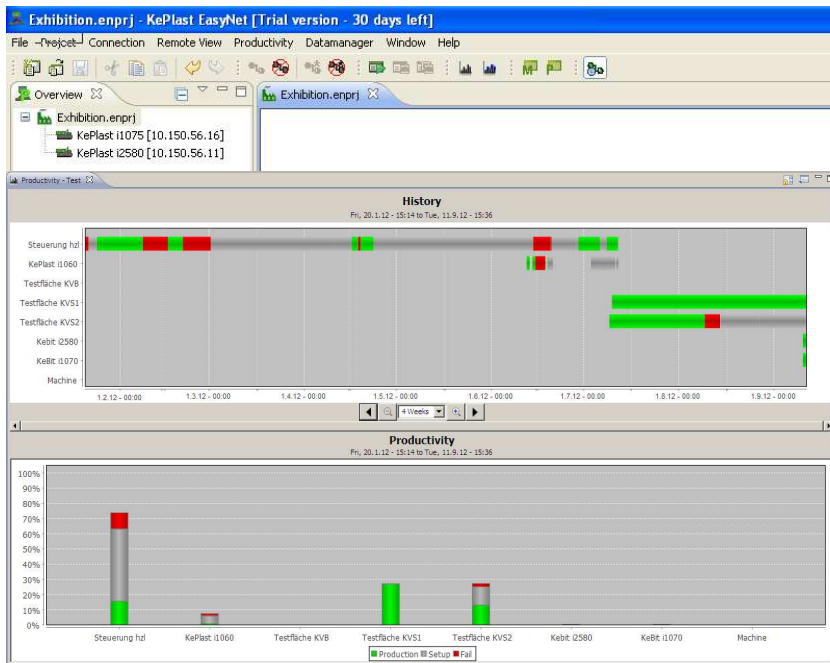 Exhibition.enprj - KePlast EasyNet [Trial version - 30 days left]
File Projcet Connection Remote View Productivity Datamanager Window Help
Overview
Exhibition.enprj
Exhibition.enprj
KePlast i1075 [10.150.56.16]
KePlast i2580 [10.150.56.11]
Productivity - Test
History
Fri, 20.1.12 - 15:14 to Tue, 11.9.12 - 15:36
Steuerung hzl
KePlast i1060
Testfläche KVB
Testfläche KVS1
Testfläche KVS2
Kebit i2580
KeBit i1070
Machine
1.2.12 - 00:00 1.3.12 - 00:00 1.4.12 - 00:00 1.5.12 - 00:00 1.6.12 - 00:00 1.7.12 - 00:00 1.8.12 - 00:00 1.9.12 - 00:00
4 Weeks
Productivity
Fri, 20.1.12 - 15:14 to Tue, 11.9.12 - 15:36
100%
90%
80%
70%
60%
50%
40%
30%
20%
10%
0%
Steuerung hzl KePlast i1060 Testfläche KVB Testfläche KVS1 Testfläche KVS2 Kebit i2580 KeBit i1070 Machine
Production Setup Fail